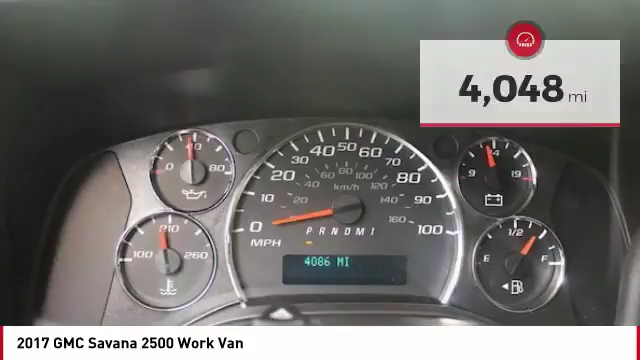 4,048 mi
0 40 80
40 50 60
30 70
20 80
10 90
0 100
60 80 100
40 120
20 140
160
km/h
MPH
P R N D M I
4086 MI
9 14 19
100 210 260
E 1/2 F
2017 GMC Savana 2500 Work Van